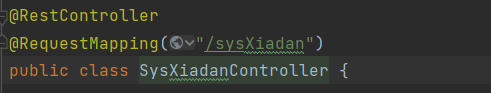 @RestController
@RequestMapping("/sysXiadan")
public class SysXiadanController {